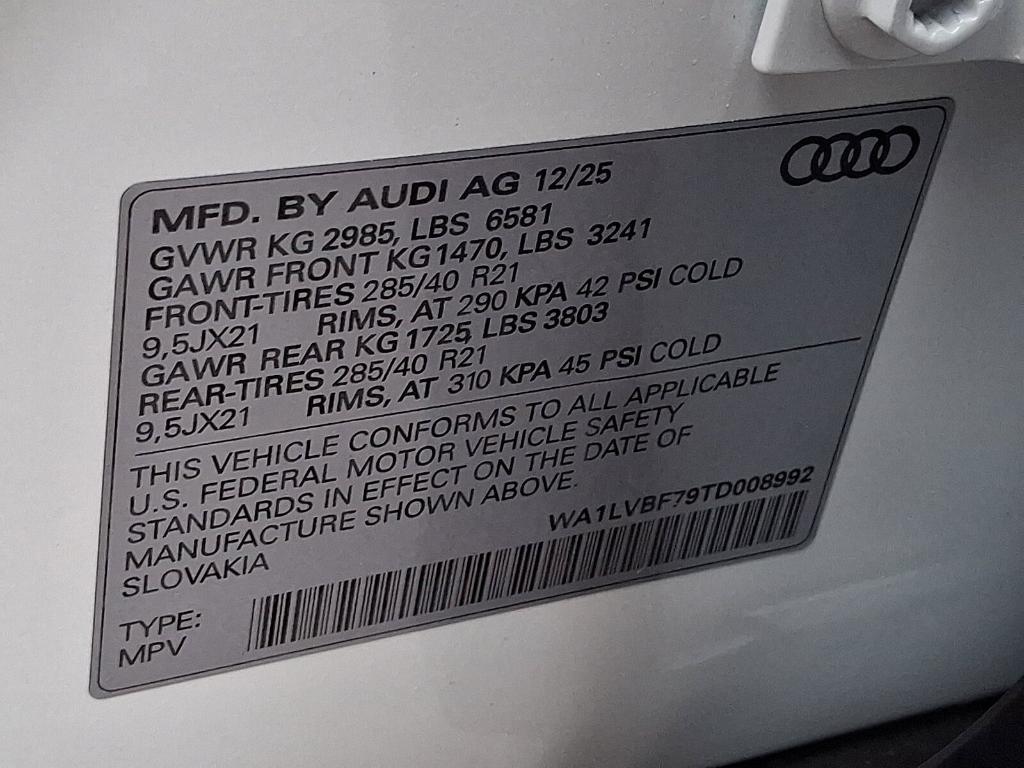 MFD. BY AUDI AG 12/25
GVWR KG 2985, LBS 6581
GAWR FRONT KG 1470, LBS 3241
FRONT-TIRES 285/40 R21
9,5JX21 RIMS, AT 290 KPA 42 PSI COLD
GAWR REAR KG 1725, LBS 3803
REAR-TIRES 285/40 R21
9,5JX21 RIMS, AT 310 KPA 45 PSI COLD
THIS VEHICLE CONFORMS TO ALL APPLICABLE
U.S. FEDERAL MOTOR VEHICLE SAFETY
STANDARDS IN EFFECT ON THE DATE OF
MANUFACTURE SHOWN ABOVE.
SLOVAKIA
WA1LVBF79TD008992
TYPE:
MPV